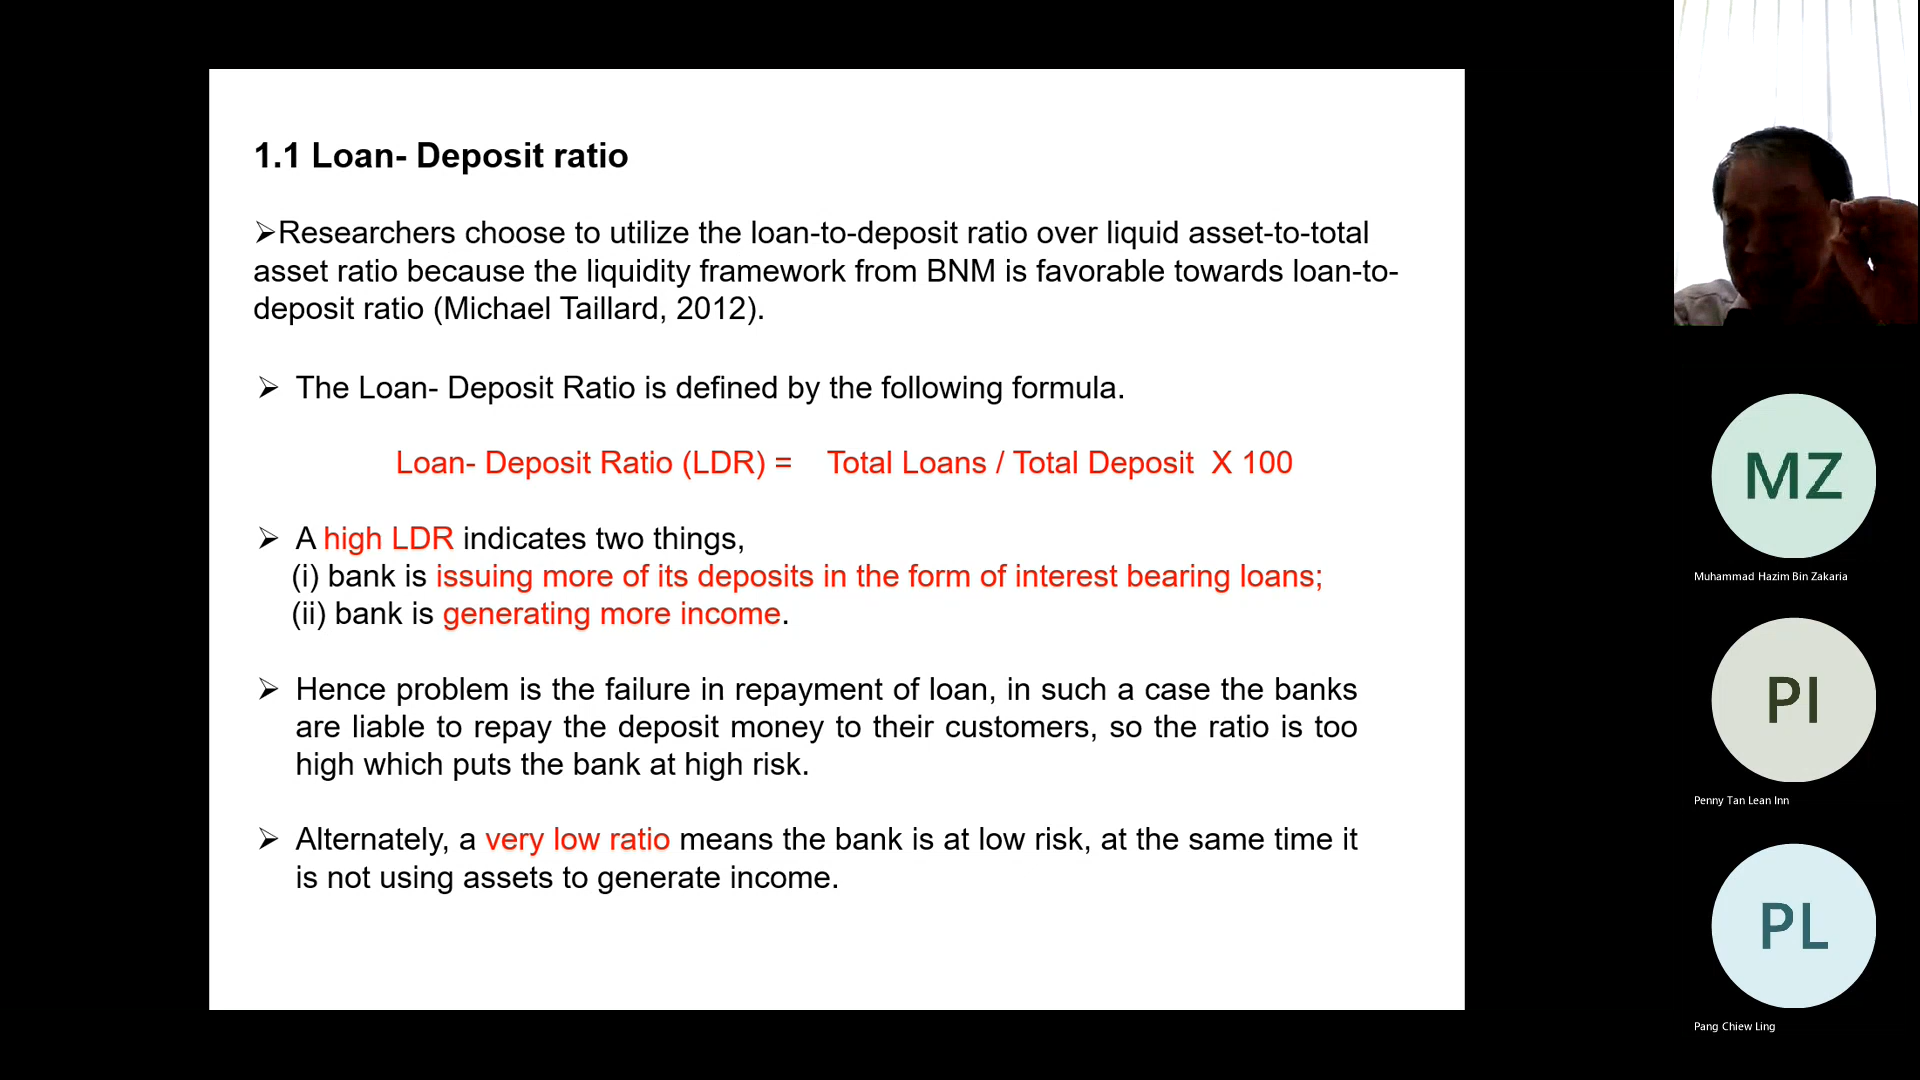 1.1 Loan- Deposit ratio
➢Researchers choose to utilize the loan-to-deposit ratio over liquid asset-to-total
asset ratio because the liquidity framework from BNM is favorable towards loan-to-
deposit ratio (Michael Taillard, 2012).
➢ The Loan- Deposit Ratio is defined by the following formula.
Loan- Deposit Ratio (LDR) = Total Loans / Total Deposit X 100
➢ A high LDR indicates two things,
(i) bank is issuing more of its deposits in the form of interest bearing loans;
(ii) bank is generating more income.
➢ Hence problem is the failure in repayment of loan, in such a case the banks
are liable to repay the deposit money to their customers, so the ratio is too
high which puts the bank at high risk.
➢ Alternately, a very low ratio means the bank is at low risk, at the same time it
is not using assets to generate income.
MZ
Muhammad Hazim Bin Zakaria
PI
Penny Tan Lean Inn
PL
Pang Chiew Ling